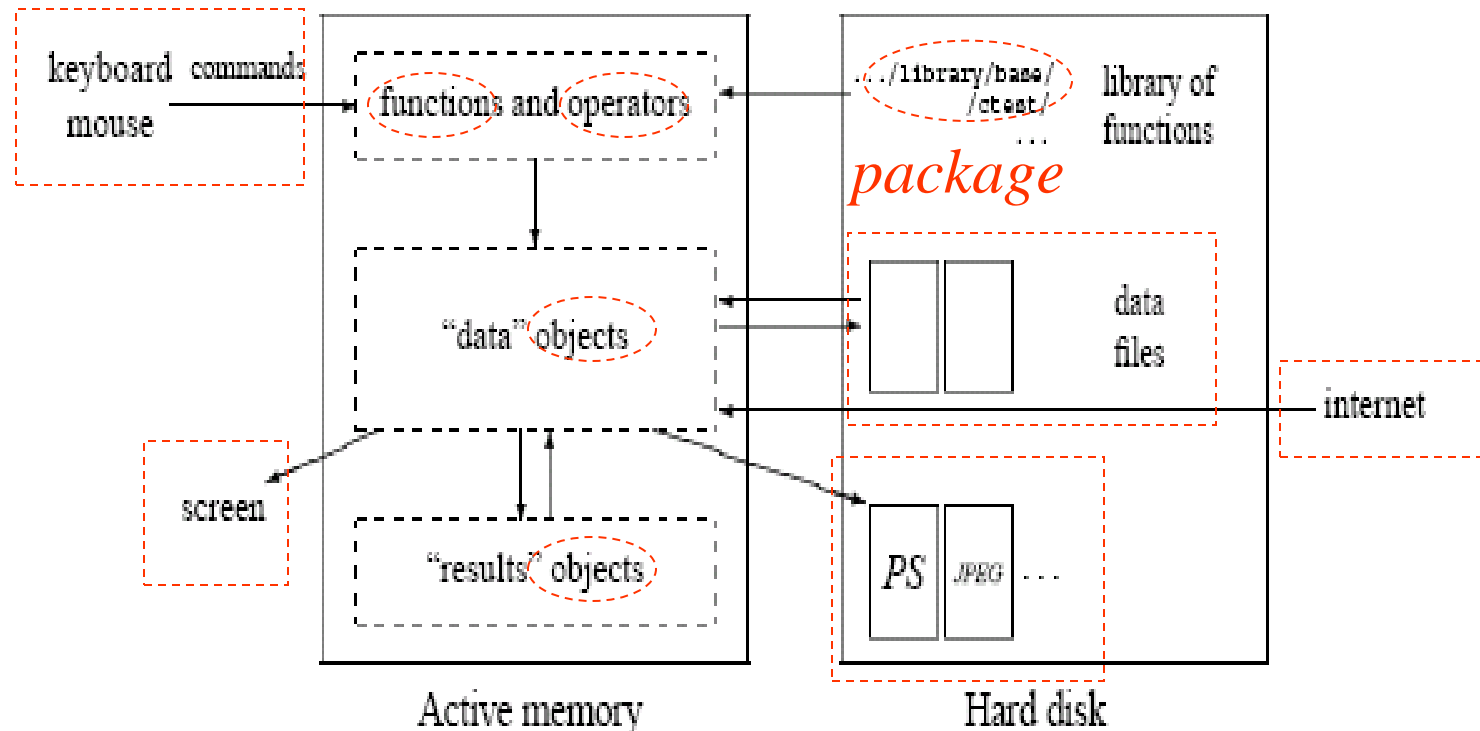 keyboard commands
mouse
functions and operators
.../library/base/
/ctest/
...
library of
functions
package
“data” objects
data
files
internet
screen
“results” objects
PS
JPEG
...
Active memory
Hard disk